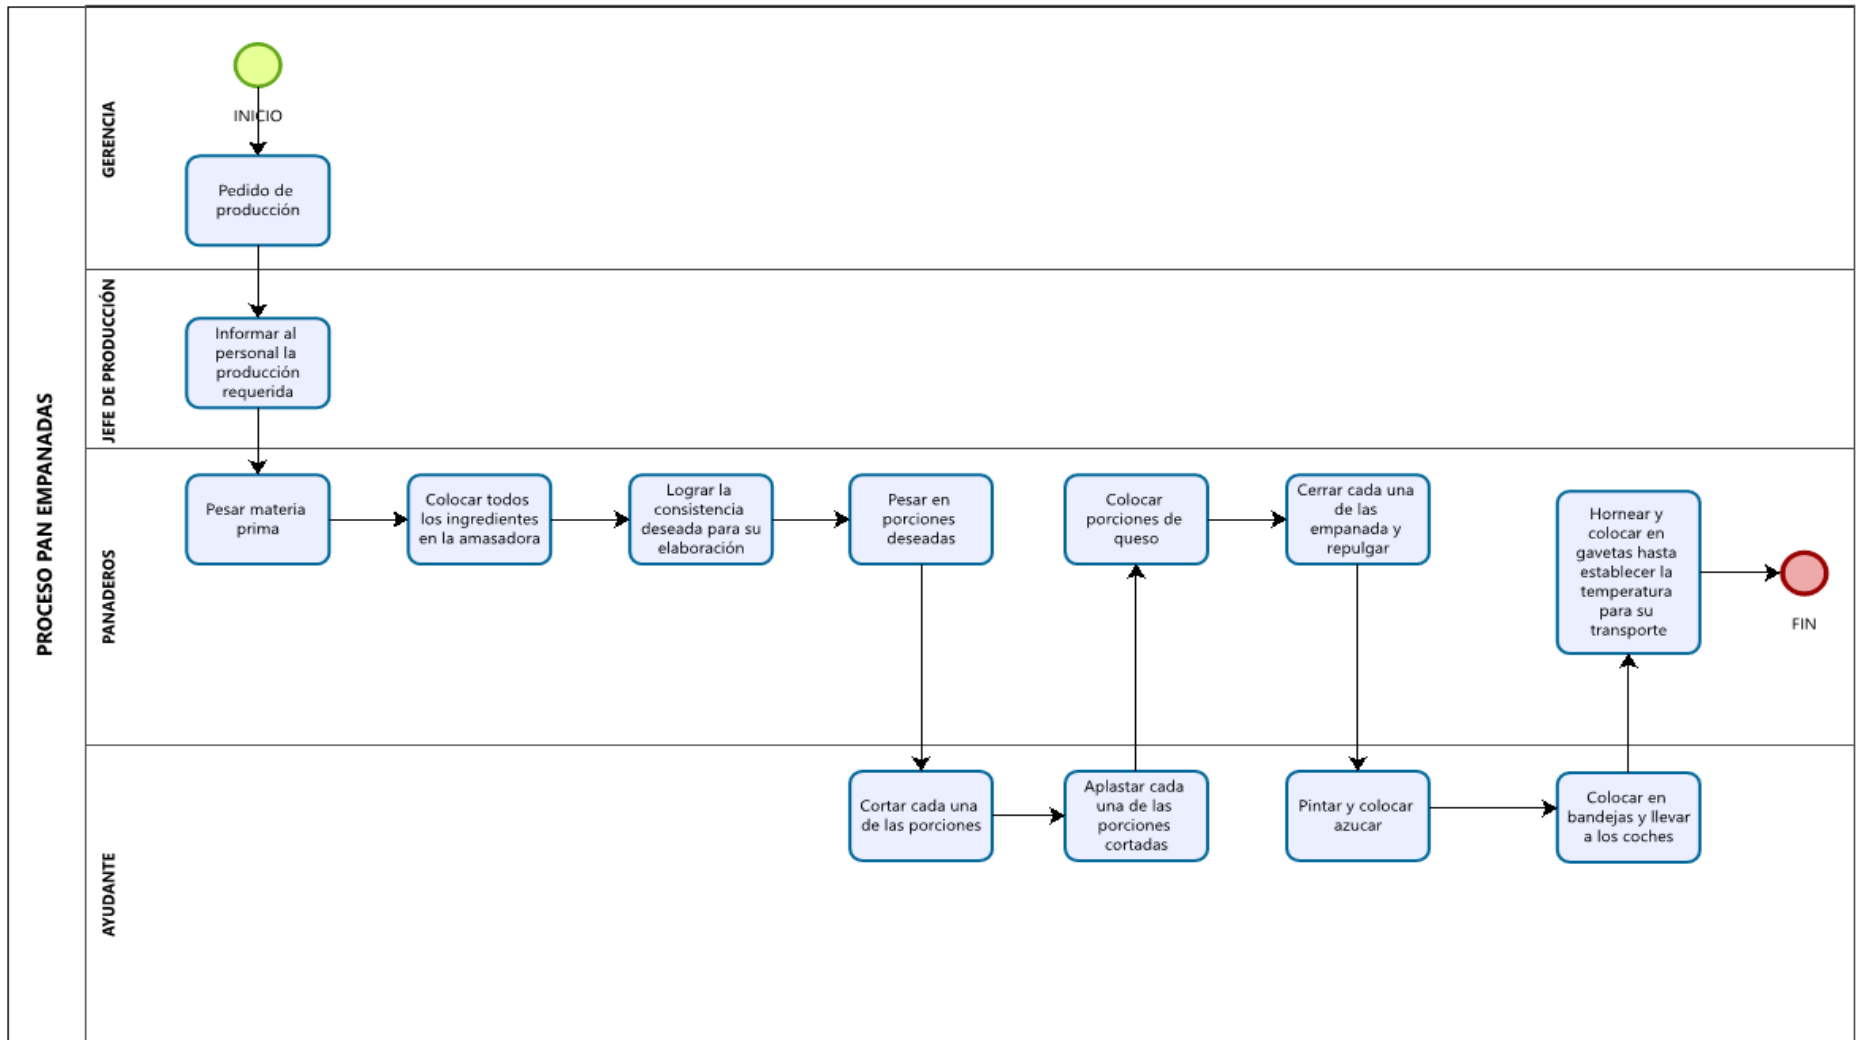 PROCESO PAN EMPANADAS
GERENCIA
INICIO
Pedido de
producción
JEFE DE PRODUCCIÓN
Informar al
personal la
producción
requerida
PANADEROS
Pesar materia
prima
Colocar todos
los ingredientes
en la amasadora
Lograr la
consistencia
deseada para su
elaboración
Pesar en
porciones
deseadas
Colocar
porciones de
queso
Cerrar cada una
de las
empanada y
repulgar
Hornear y
colocar en
gavetas hasta
establecer la
temperatura
para su
transporte
FIN
AYUDANTE
Cortar cada una
de las porciones
Aplastar cada
una de las
porciones
cortadas
Pintar y colocar
azucar
Colocar en
bandejas y llevar
a los coches